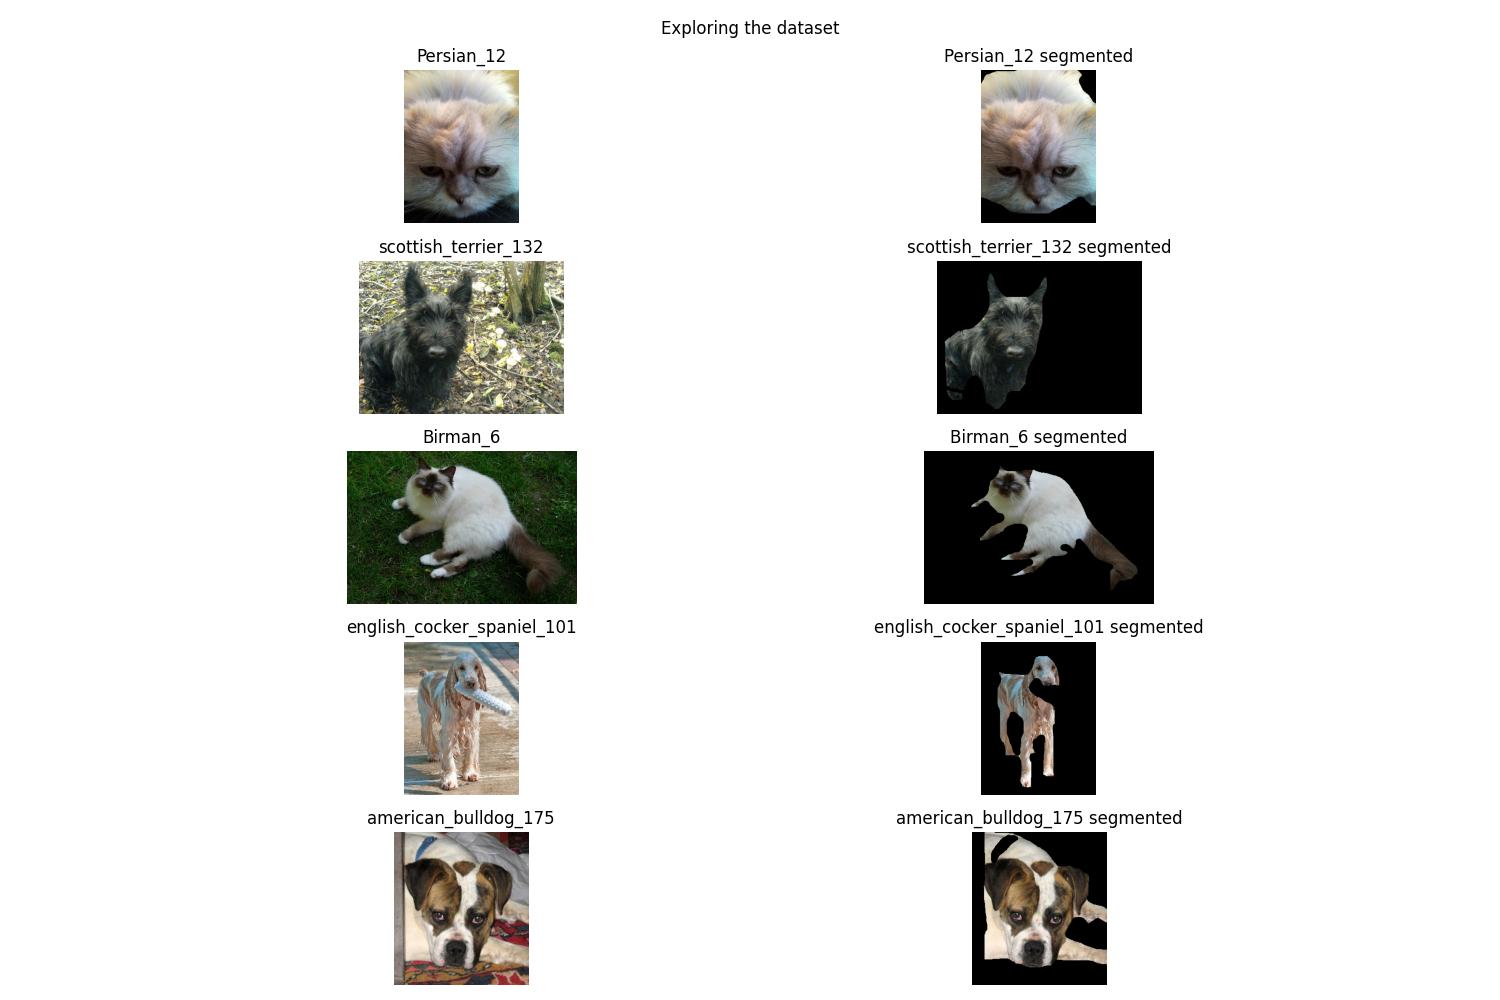 Exploring the dataset
Persian_12
Persian_12 segmented
scottish_terrier_132
scottish_terrier_132 segmented
Birman_6
Birman_6 segmented
english_cocker_spaniel_101
english_cocker_spaniel_101 segmented
american_bulldog_175
american_bulldog_175 segmented